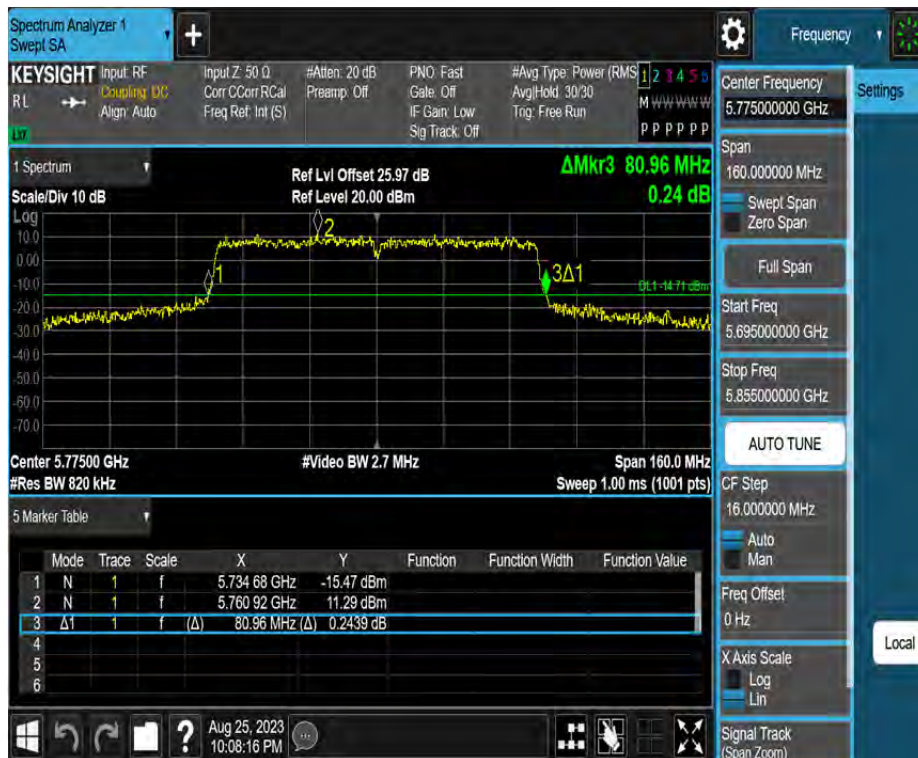 Spectrum Analyzer 1
Swept SA
+
Frequency
KEYSIGHT
RL
LXI
Input: RF
Coupling: DC
Align: Auto
Input Z: 50 Ω
Corr CCorr RCal
Freq Ref: Int (S)
#Atten: 20 dB
Preamp: Off
PNO: Fast
Gate: Off
IF Gain: Low
Sig Track: Off
#Avg Type: Power (RMS
Avg|Hold: 30/30
Trig: Free Run
1 2 3 4 5 6
M W W W W W
P P P P P P
Center Frequency
5.775000000 GHz
Settings
Span
160.000000 MHz
Swept Span
Zero Span
Full Span
Start Freq
5.695000000 GHz
Stop Freq
5.855000000 GHz
AUTO TUNE
CF Step
16.000000 MHz
Auto
Man
Freq Offset
0 Hz
X Axis Scale
Log
Lin
Signal Track
(Span Zoom)
Local
1 Spectrum
Scale/Div 10 dB
Ref Lvl Offset 25.97 dB
Ref Level 20.00 dBm
ΔMkr3 80.96 MHz
0.24 dB
Log
10.0
0.00
-10.0
-20.0
-30.0
-40.0
-50.0
-60.0
-70.0
1
2
3Δ1
DL1 -14.71 dBm
Center 5.77500 GHz
#Video BW 2.7 MHz
Span 160.0 MHz
#Res BW 820 kHz
Sweep 1.00 ms (1001 pts)
5 Marker Table
Mode Trace Scale X Y Function Function Width Function Value
1 N 1 f 5.734 68 GHz -15.47 dBm
2 N 1 f 5.760 92 GHz 11.29 dBm
3 Δ1 1 f (Δ) 80.96 MHz (Δ) 0.2439 dB
4
5
6
?
Aug 25, 2023
10:08:16 PM